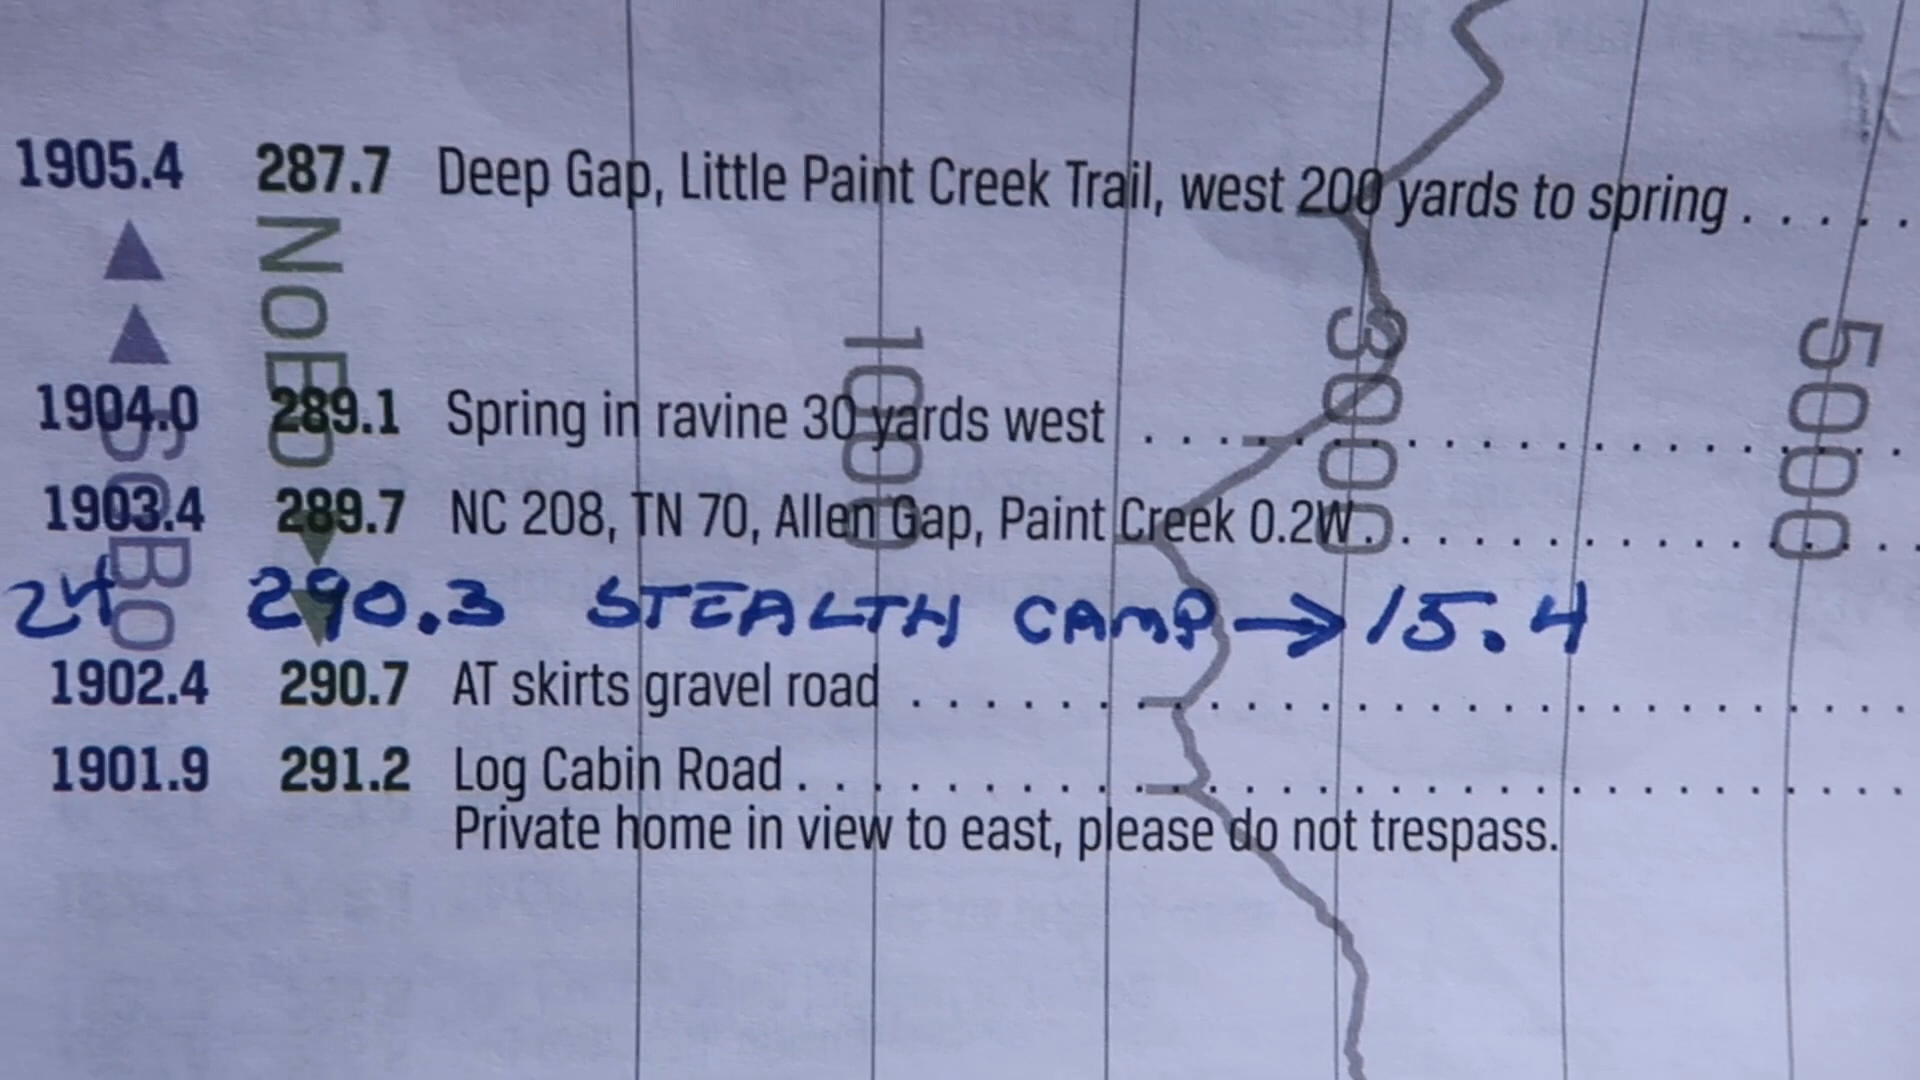 1905.4 287.7 Deep Gap, Little Paint Creek Trail, west 200 yards to spring . . . . .
NOBO
1000
3000
5000
1904.0 289.1 Spring in ravine 30 yards west . . . . . . . . . . . . . . . . . . . .
SOBO
1903.4 289.7 NC 208, TN 70, Allen Gap, Paint Creek 0.2W . . . . . . . . . . . . . . .
24 290.3 STEALTH CAMP → 15.4
1902.4 290.7 AT skirts gravel road . . . . . . . . . . . . . . . . . . . . . . . . . .
1901.9 291.2 Log Cabin Road . . . . . . . . . . . . . . . . . . . . . . . . . . . . .
Private home in view to east, please do not trespass.